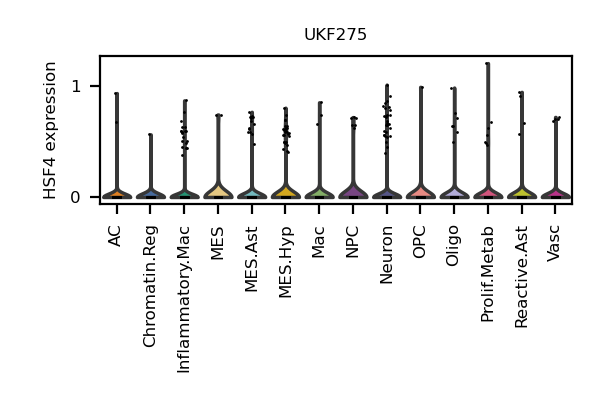 UKF275
HSF4 expression
1
0
AC
Chromatin.Reg
Inflammatory.Mac
MES
MES.Ast
MES.Hyp
Mac
NPC
Neuron
OPC
Oligo
Prolif.Metab
Reactive.Ast
Vasc